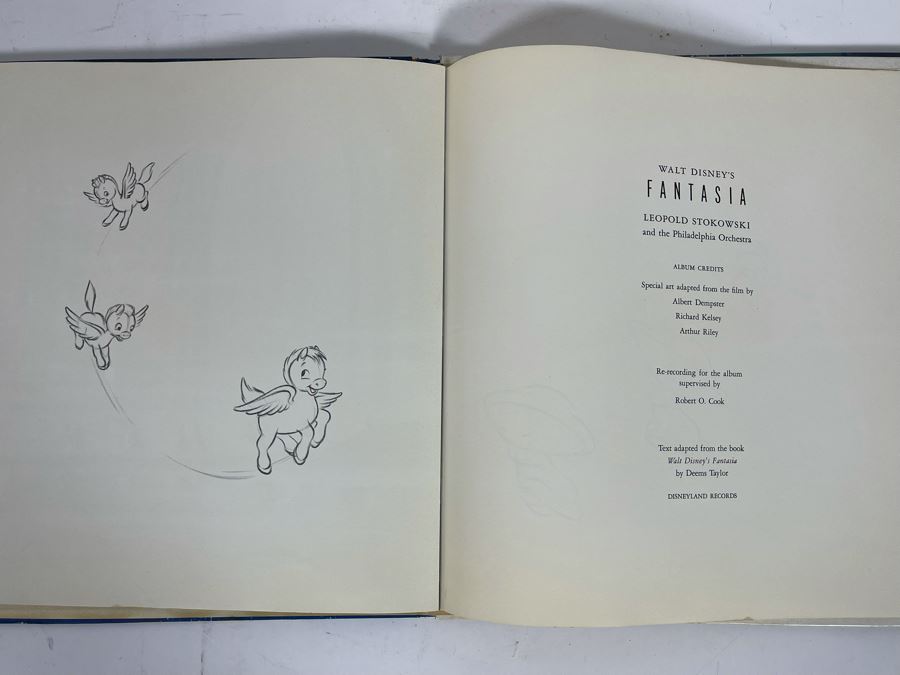 WALT DISNEY'S
FANTASIA
LEOPOLD STOKOWSKI
and the Philadelphia Orchestra
ALBUM CREDITS
Special art adapted from the film by
Albert Dempster
Richard Kelsey
Arthur Riley
Re-recording for the album
supervised by
Robert O. Cook
Text adapted from the book
Walt Disney's Fantasia
by Deems Taylor
DISNEYLAND RECORDS